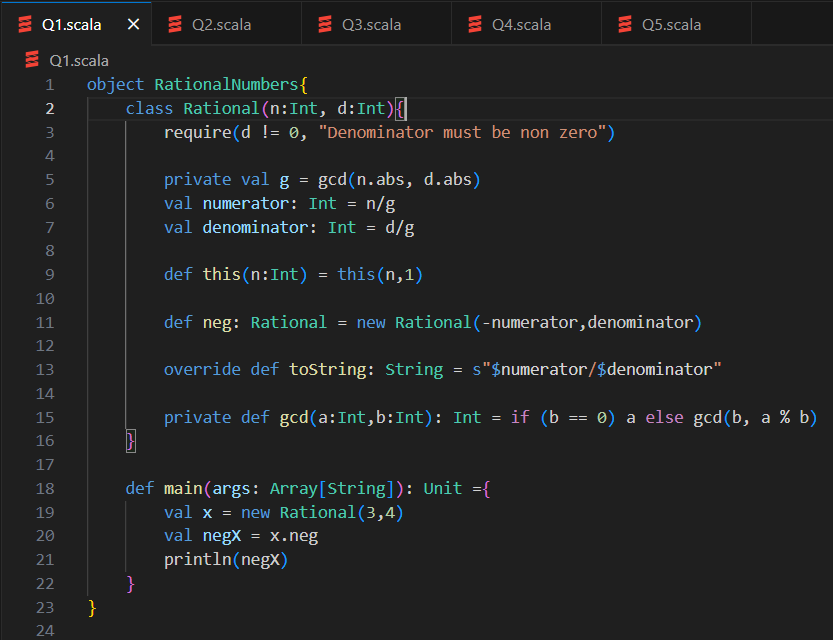 Q1.scala × Q2.scala Q3.scala Q4.scala Q5.scala
Q1.scala
1 object RationalNumbers{
2     class Rational(n:Int, d:Int){
3         require(d != 0, "Denominator must be non zero")
4
5         private val g = gcd(n.abs, d.abs)
6         val numerator: Int = n/g
7         val denominator: Int = d/g
8
9         def this(n:Int) = this(n,1)
10
11         def neg: Rational = new Rational(-numerator,denominator)
12
13         override def toString: String = s"$numerator/$denominator"
14
15         private def gcd(a:Int,b:Int): Int = if (b == 0) a else gcd(b, a % b)
16     }
17
18     def main(args: Array[String]): Unit ={
19         val x = new Rational(3,4)
20         val negX = x.neg
21         println(negX)
22     }
23 }
24